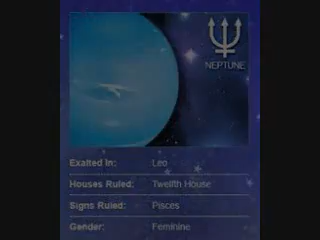 NEPTUNE
Exalted In: Leo
Houses Ruled: Twelfth House
Signs Ruled: Pisces
Gender: Feminine